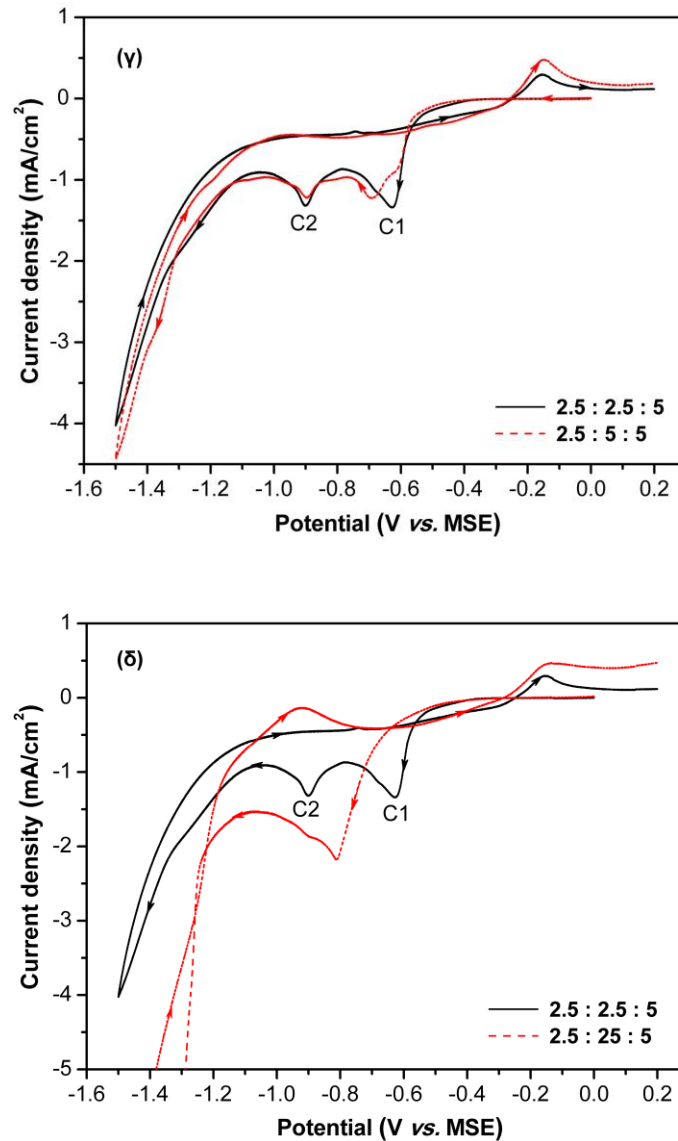 (γ)
1
0
-1
-2
-3
-4
Current density (mA/cm²)
C2
C1
2.5 : 2.5 : 5
2.5 : 5 : 5
-1.6 -1.4 -1.2 -1.0 -0.8 -0.6 -0.4 -0.2 0.0 0.2
Potential (V vs. MSE)
(δ)
1
0
-1
-2
-3
-4
-5
Current density (mA/cm²)
C2
C1
2.5 : 2.5 : 5
2.5 : 25 : 5
-1.6 -1.4 -1.2 -1.0 -0.8 -0.6 -0.4 -0.2 0.0 0.2
Potential (V vs. MSE)